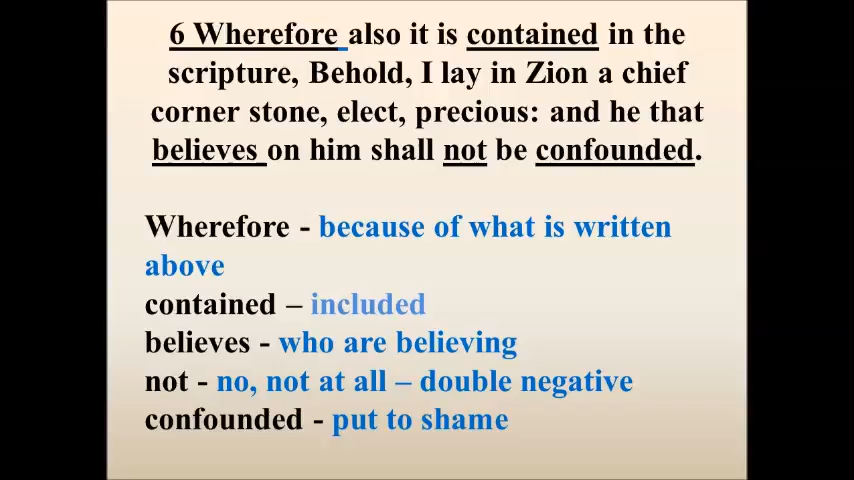 6 Wherefore also it is contained in the
scripture, Behold, I lay in Zion a chief
corner stone, elect, precious: and he that
believes on him shall not be confounded.
Wherefore - because of what is written
above
contained – included
believes - who are believing
not - no, not at all – double negative
confounded - put to shame